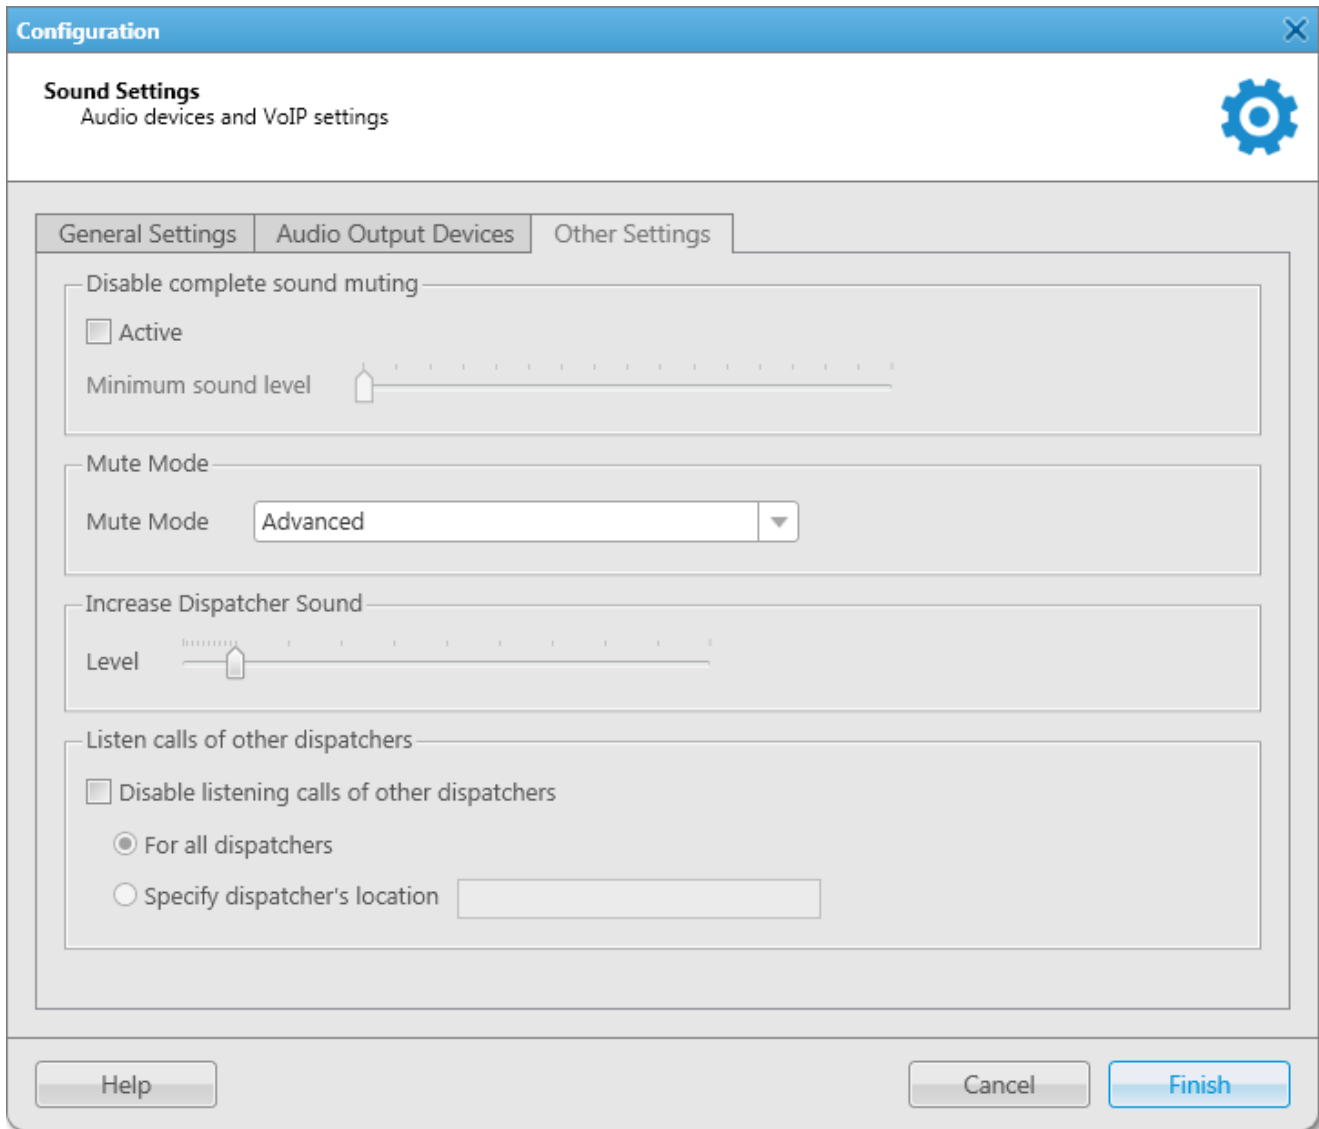 Configuration
Sound Settings
Audio devices and VoIP settings
General Settings
Audio Output Devices
Other Settings
Disable complete sound muting
Active
Minimum sound level
Mute Mode
Mute Mode
Advanced
Increase Dispatcher Sound
Level
Listen calls of other dispatchers
Disable listening calls of other dispatchers
For all dispatchers
Specify dispatcher's location
Help
Cancel
Finish